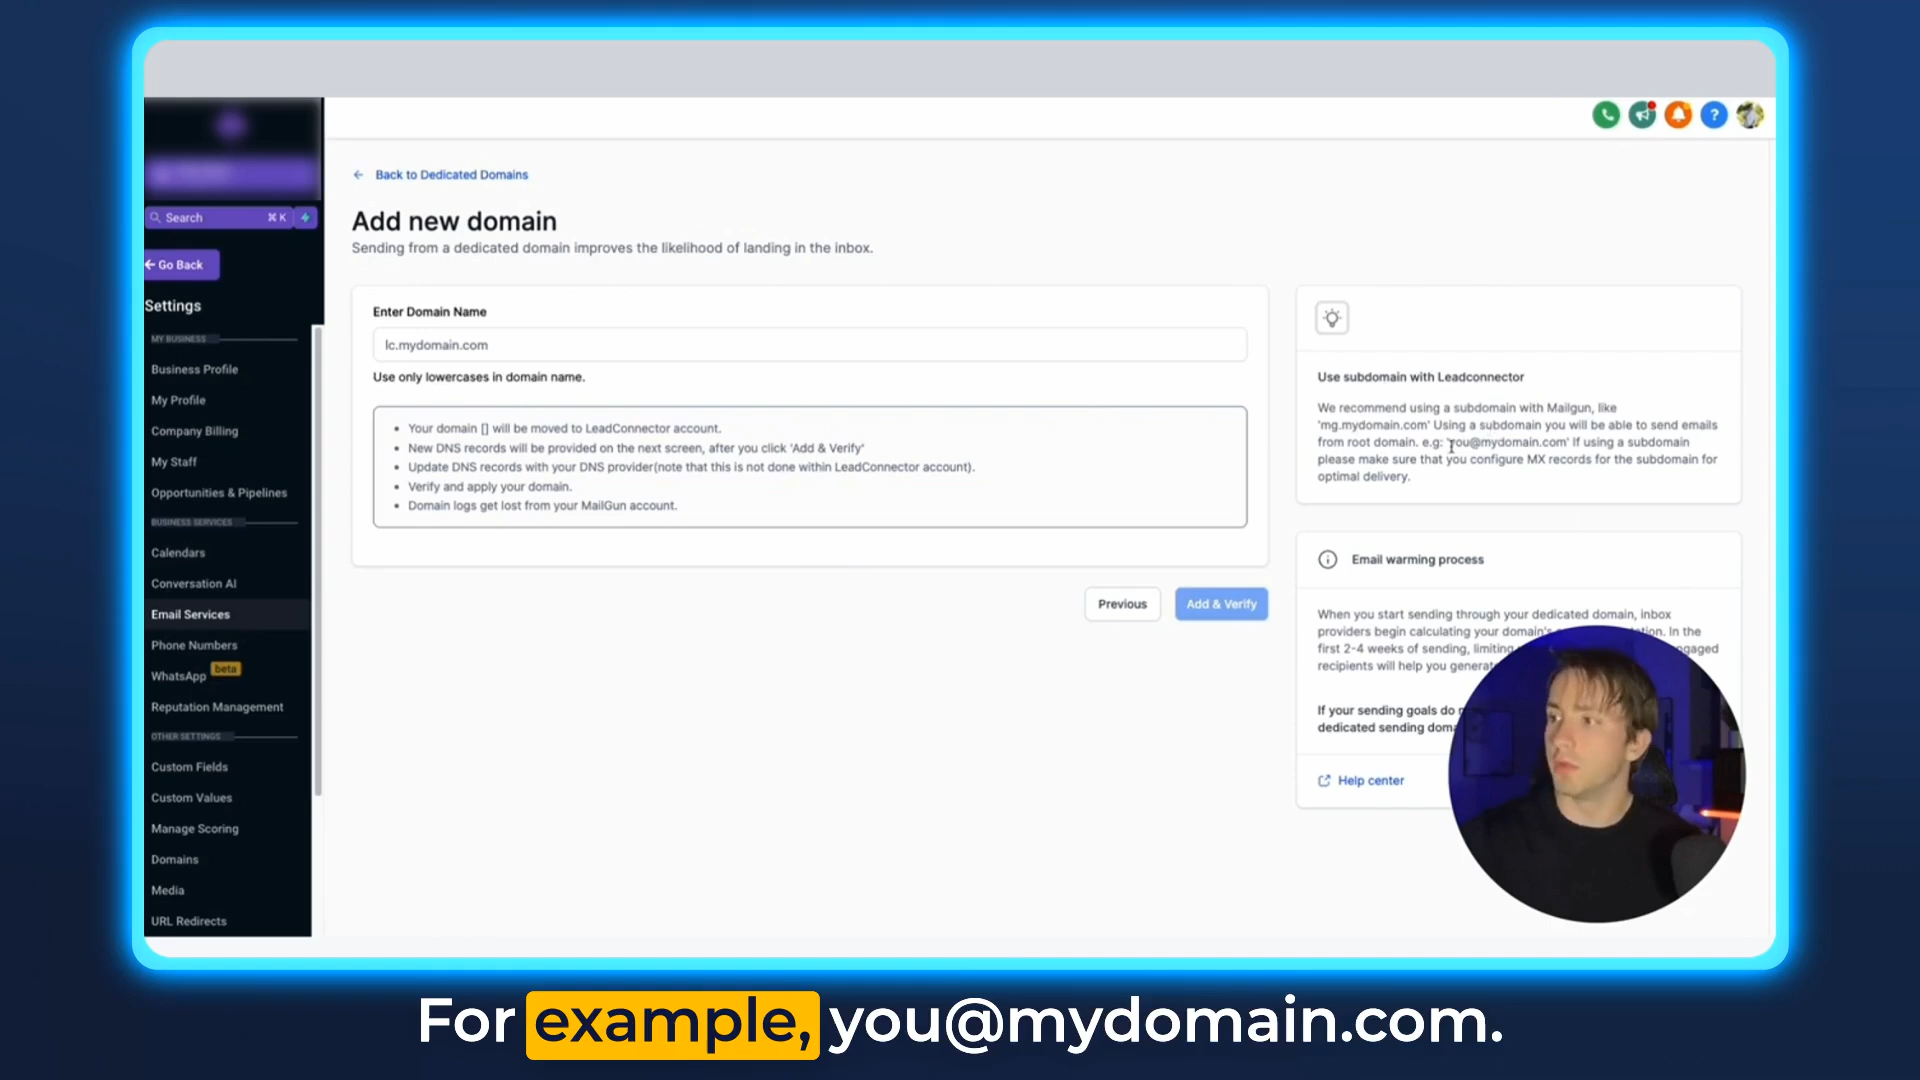 Search
⌘ K
Go Back
Settings
MY BUSINESS
Business Profile
My Profile
Company Billing
My Staff
Opportunities & Pipelines
BUSINESS SERVICES
Calendars
Conversation AI
Email Services
Phone Numbers
WhatsApp beta
Reputation Management
OTHER SETTINGS
Custom Fields
Custom Values
Manage Scoring
Domains
Media
URL Redirects
Back to Dedicated Domains
Add new domain
Sending from a dedicated domain improves the likelihood of landing in the inbox.
Enter Domain Name
lc.mydomain.com
Use only lowercases in domain name.
• Your domain [] will be moved to LeadConnector account.
• New DNS records will be provided on the next screen, after you click 'Add & Verify'
• Update DNS records with your DNS provider(note that this is not done within LeadConnector account).
• Verify and apply your domain.
• Domain logs get lost from your MailGun account.
Previous
Add & Verify
?
Use subdomain with Leadconnector
We recommend using a subdomain with Mailgun, like
'mg.mydomain.com' Using a subdomain you will be able to send emails
from root domain. e.g: 'you@mydomain.com' If using a subdomain
please make sure that you configure MX records for the subdomain for
optimal delivery.
Email warming process
When you start sending through your dedicated domain, inbox
providers begin calculating your domain's In the
first 2-4 weeks of sending, limiting
recipients will help you
If your sending goals do
dedicated sending
Help center
For example, you@mydomain.com.